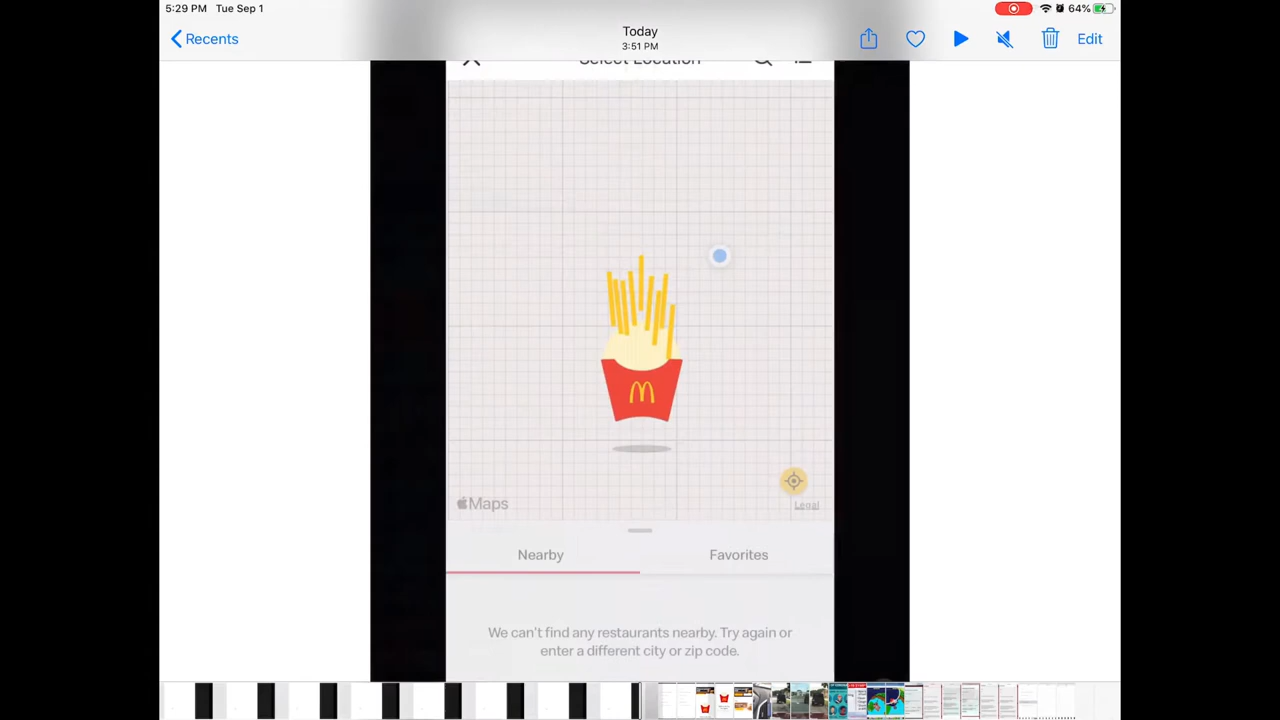 5:29 PM Tue Sep 1
64%
Recents
Today
3:51 PM
Edit
Select Location
Maps
Legal
Nearby
Favorites
We can't find any restaurants nearby. Try again or
enter a different city or zip code.